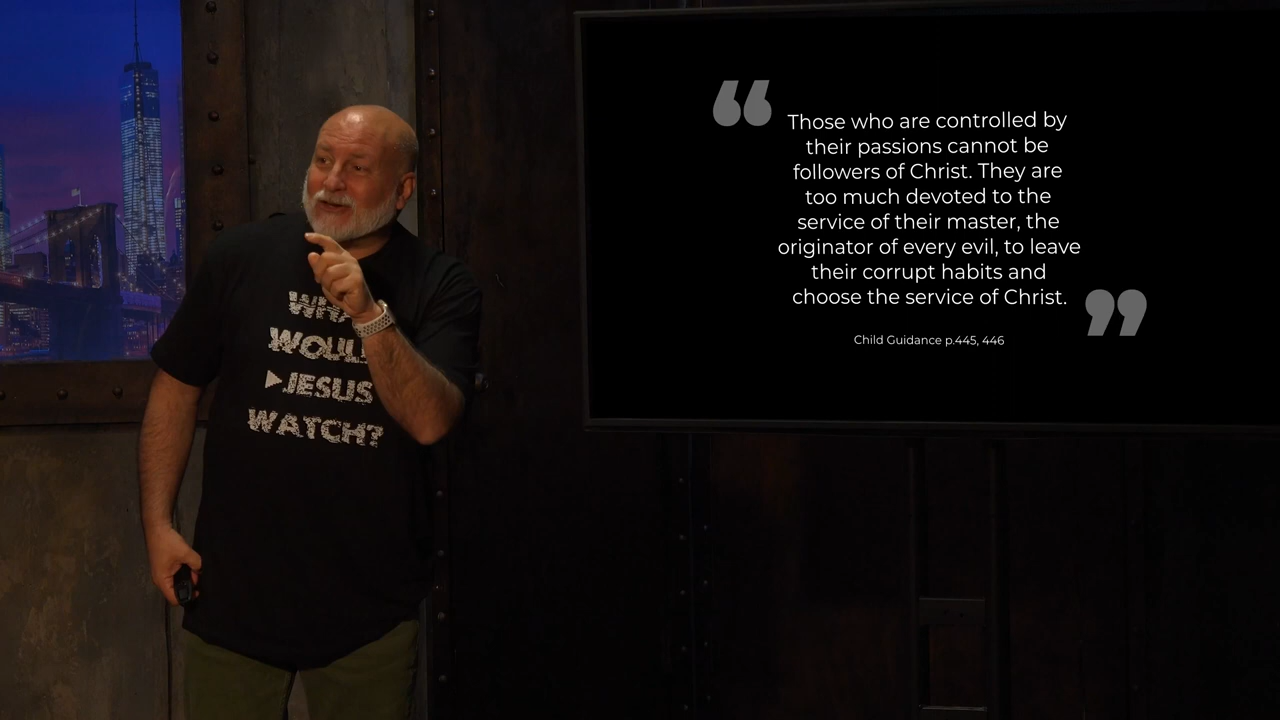 WOULD
JESUS
WATCH?
“
Those who are controlled by
their passions cannot be
followers of Christ. They are
too much devoted to the
service of their master, the
originator of every evil, to leave
their corrupt habits and
choose the service of Christ.
”
Child Guidance p.445, 446